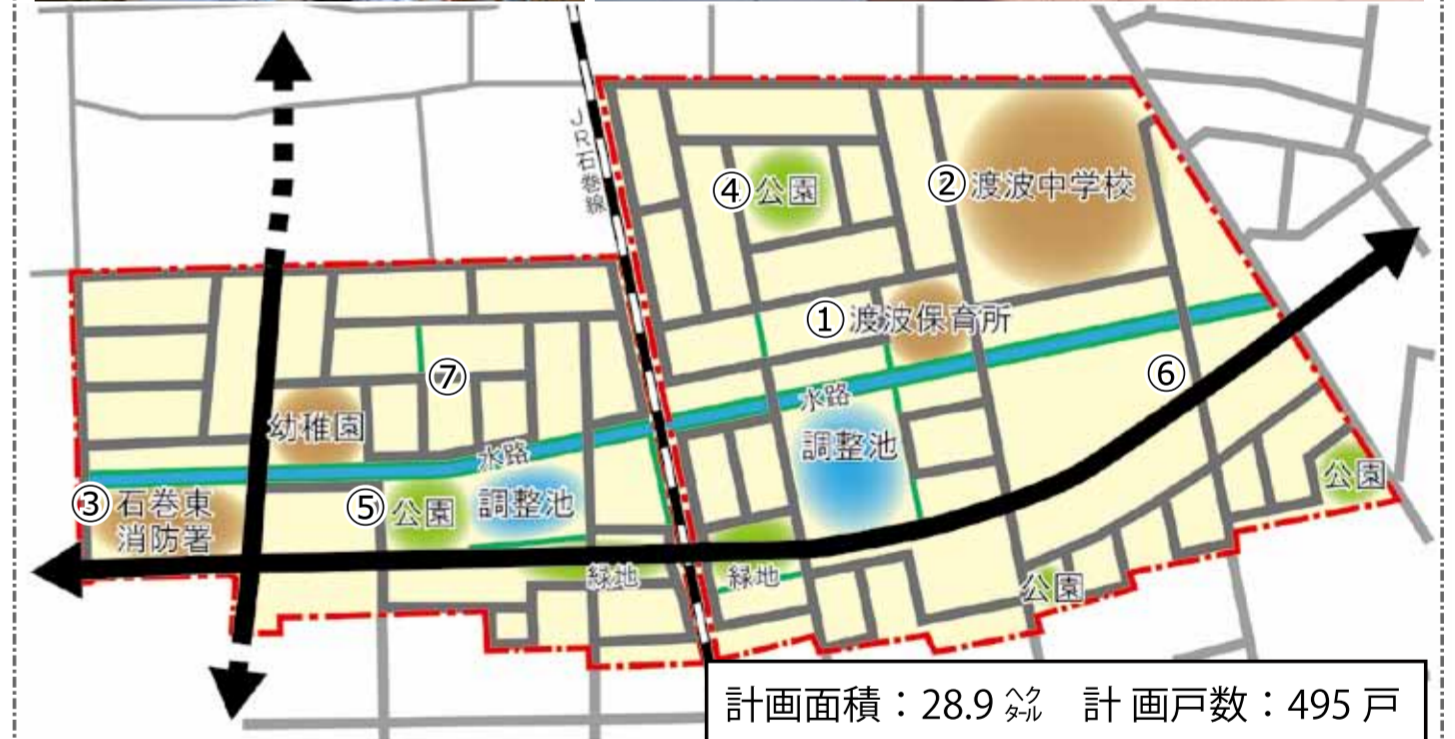 JR石巻線
④公園
②渡波中学校
①渡波保育所
⑦
⑥
幼稚園
水路
水路
調整池
③石巻東
消防署
⑤公園
調整池
公園
緑地
緑地
公園
計画面積：28.9ヘクタール 計画戸数：495戸